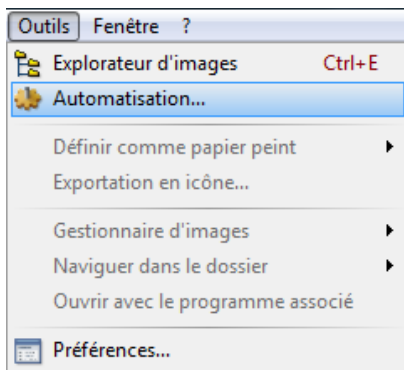 Outils Fenêtre ?
Explorateur d'images Ctrl+E
Automatisation...
Définir comme papier peint
Exportation en icône...
Gestionnaire d'images
Naviguer dans le dossier
Ouvrir avec le programme associé
Préférences...